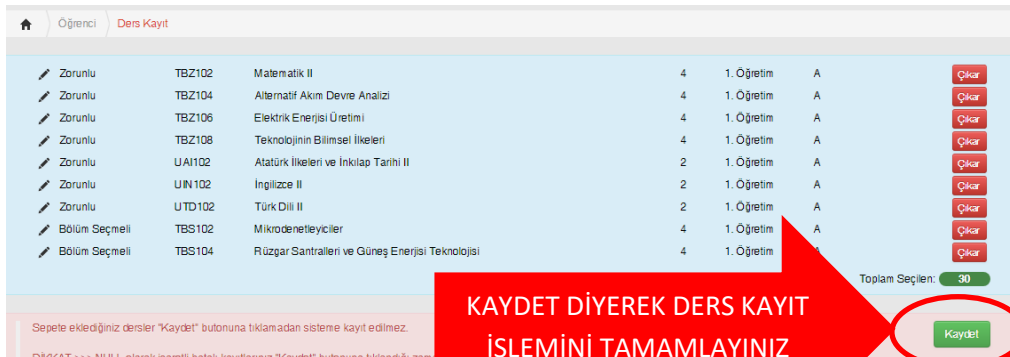 Öğrenci Ders Kayıt
Zorunlu TBZ102 Matematik II 4 1. Öğretim A Çıkar
Zorunlu TBZ104 Alternatif Akım Devre Analizi 4 1. Öğretim A Çıkar
Zorunlu TBZ106 Elektrik Enerjisi Üretimi 4 1. Öğretim A Çıkar
Zorunlu TBZ108 Teknolojinin Bilimsel İlkeleri 4 1. Öğretim A Çıkar
Zorunlu UAI102 Atatürk İlkeleri ve İnkılap Tarihi II 2 1. Öğretim A Çıkar
Zorunlu UIN102 İngilizce II 2 1. Öğretim A Çıkar
Zorunlu UTD102 Türk Dili II 2 1. Öğretim A Çıkar
Bölüm Seçmeli TBS102 Mikrodenetleyiciler 4 1. Öğretim A Çıkar
Bölüm Seçmeli TBS104 Rüzgar Santralleri ve Güneş Enerjisi Teknolojisi 4 1. Öğretim A Çıkar
Toplam Seçilen: 30
KAYDET DİYEREK DERS KAYIT
İŞLEMİNİ TAMAMLAYINIZ
Sepete eklediğiniz dersler "Kaydet" butonuna tıklamadan sisteme kayıt edilmez.
Kaydet
DİKKAT >>> NULL olarak